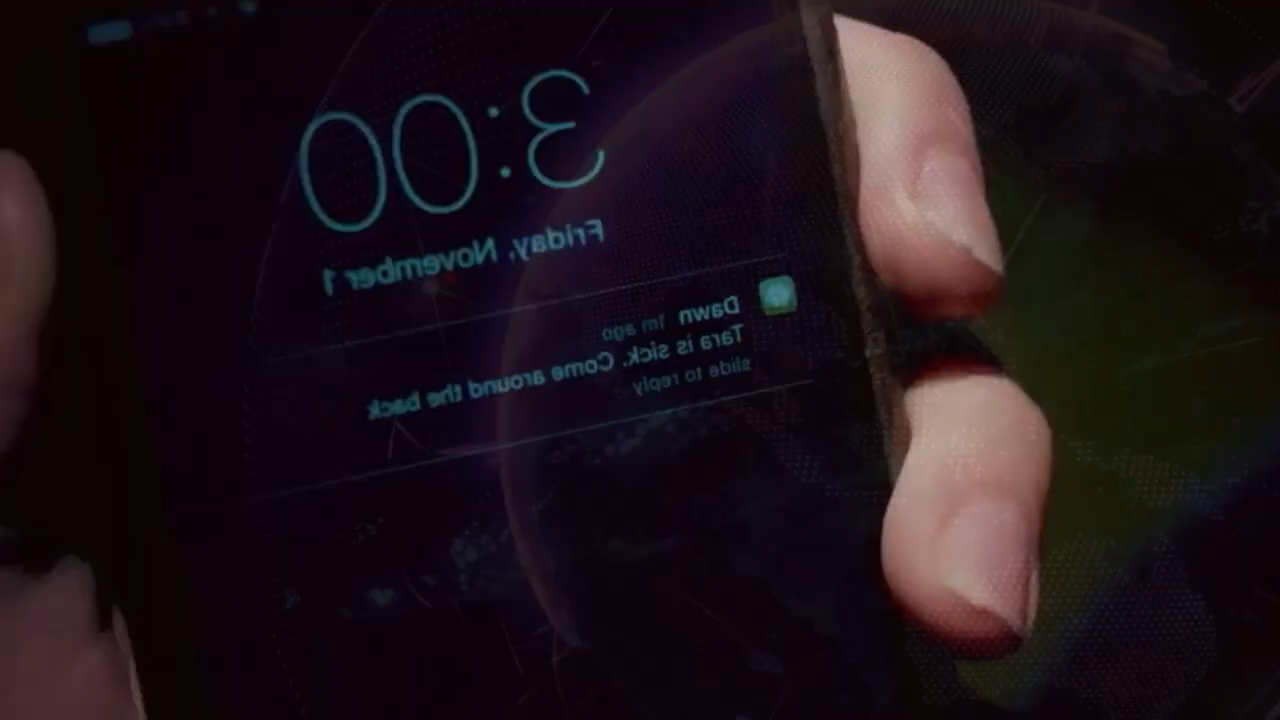 3:00
Friday, November 1
Dawn 1m ago
Tara is sick. Come around the back
slide to reply